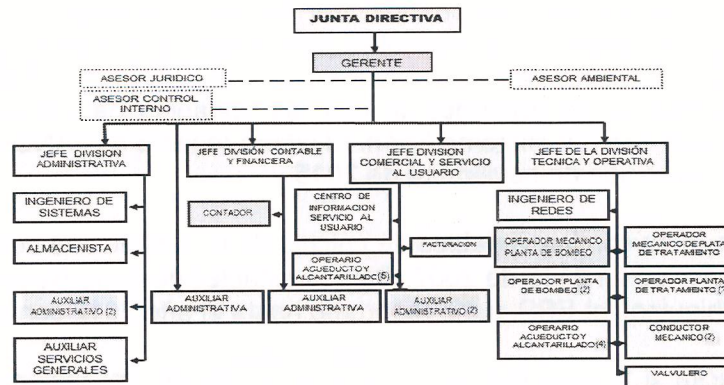 JUNTA DIRECTIVA
GERENTE
ASESOR JURIDICO
ASESOR AMBIENTAL
ASESOR CONTROL
INTERNO
JEFE DIVISION
ADMINISTRATIVA
JEFE DIVISIÓN CONTABLE
Y FINANCIERA
JEFE DIVISION
COMERCIAL Y SERVICIO
AL USUARIO
JEFE DE LA DIVISIÓN
TECNICA Y OPERATIVA
INGENIERO DE
SISTEMAS
CONTADOR
CENTRO DE
INFORMACION
SERVICIO AL
USUARIO
INGENIERO DE
REDES
ALMACENISTA
FACTURACION
OPERADOR MECANICO
PLANTA DE BOMBEO
OPERADOR
MECANICO DE PLATA
DE TRATAMIENTO
OPERARIO
ACUEDUCTO Y
ALCANTARILLADO(5)
AUXILIAR
ADMINISTRATIVO (2)
AUXILIAR
ADMINISTRATIVA
AUXILIAR
ADMINISTRATIVA
AUXILIAR
ADMINISTRATIVO (2)
OPERADOR PLANTA
DE BOMBEO (2)
OPERADOR PLANTA
DE TRATAMIENTO
AUXILIAR
SERVICIOS
GENERALES
OPERARIO
ACUEDUCTO Y
ALCANTARILLADO(4)
CONDUCTOR
MECANICO(2)
VALVULERO